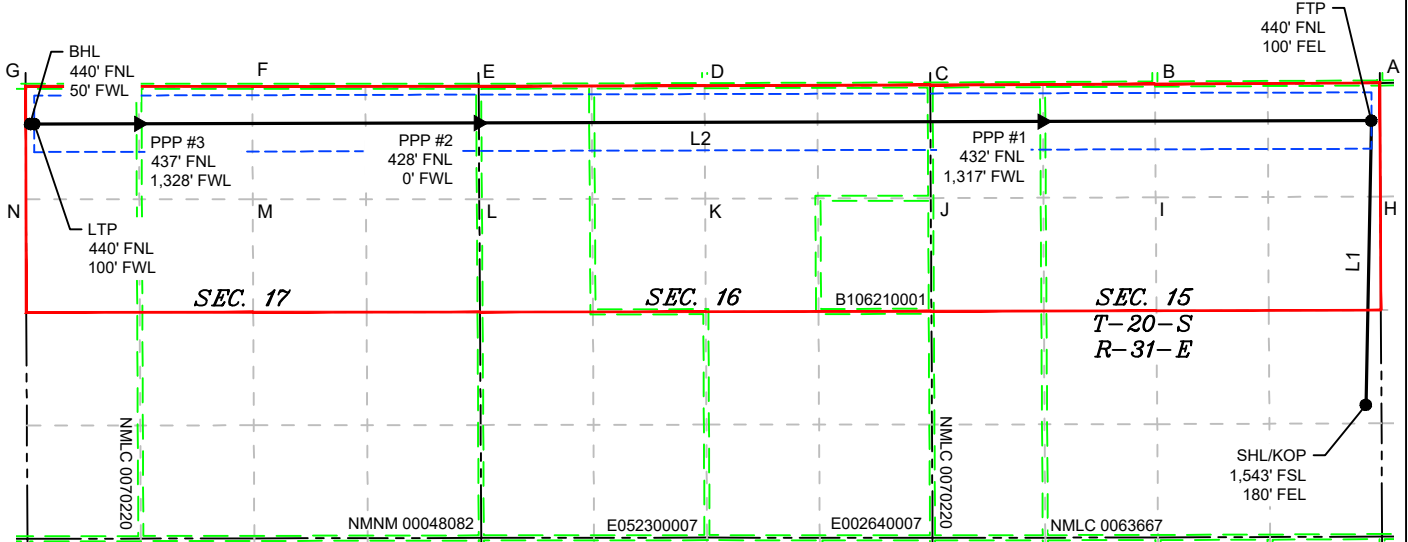 FTP
440' FNL
100' FEL
BHL
440' FNL
50' FWL
G
F
E
D
C
B
A
PPP #3
437' FNL
1,328' FWL
PPP #2
428' FNL
0' FWL
L2
PPP #1
432' FNL
1,317' FWL
N
M
L
K
J
I
H
LTP
440' FNL
100' FWL
L1
SEC. 17
SEC. 16
B106210001
SEC. 15
T-20-S
R-31-E
NMLC 0070220
NMLC 0070220
SHL/KOP
1,543' FSL
180' FEL
NMNM 00048082
E052300007
E002640007
NMLC 0063667